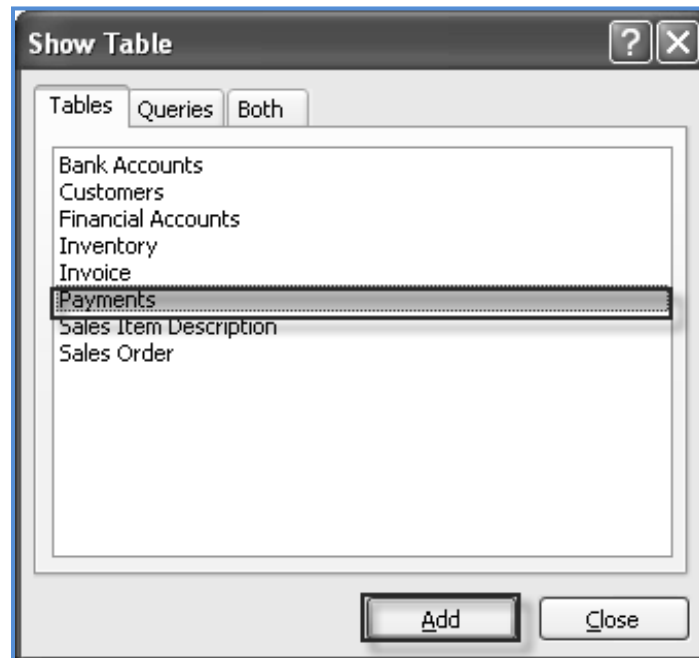 Show Table
Tables Queries Both
Bank Accounts
Customers
Financial Accounts
Inventory
Invoice
Payments
Sales Item Description
Sales Order
Add Close